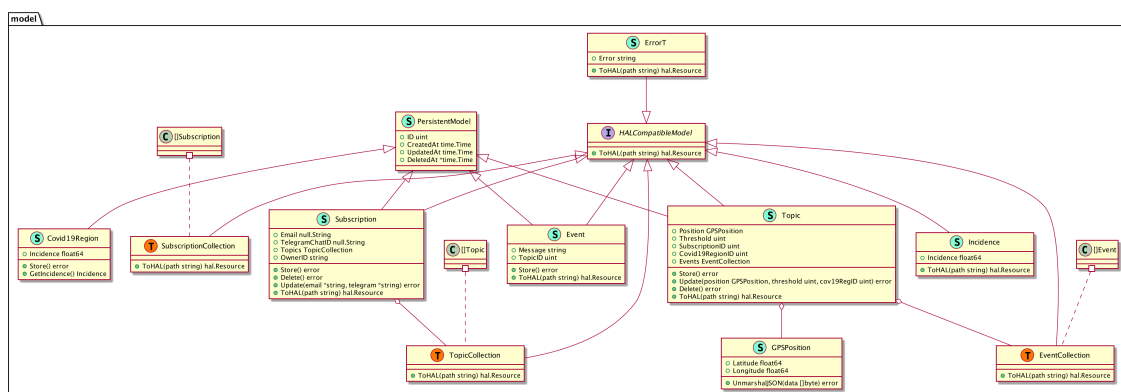 model
S ErrorT
Error string
ToHAL(path string) hal.Resource
S PersistentModel
ID uint
CreatedAt time.Time
UpdatedAt time.Time
DeletedAt *time.Time
I HALCompatibleModel
ToHAL(path string) hal.Resource
C []Subscription
S Covid19Region
Incidence float64
Store() error
GetIncidence() Incidence
T SubscriptionCollection
ToHAL(path string) hal.Resource
S Subscription
Email null.String
TelegramChatID null.String
Topics TopicCollection
OwnerID string
Store() error
Delete() error
Update(email *string, telegram *string) error
ToHAL(path string) hal.Resource
C []Topic
S Event
Message string
TopicID uint
Store() error
ToHAL(path string) hal.Resource
S Topic
Position GPSPosition
Threshold uint
SubscriptionID uint
Covid19RegionID uint
Events EventCollection
Store() error
Update(position GPSPosition, threshold uint, cov19RegID uint) error
Delete() error
ToHAL(path string) hal.Resource
S Incidence
Incidence float64
ToHAL(path string) hal.Resource
C []Event
T TopicCollection
ToHAL(path string) hal.Resource
S GPSPosition
Latitude float64
Longitude float64
UnmarshalJSON(data []byte) error
T EventCollection
ToHAL(path string) hal.Resource